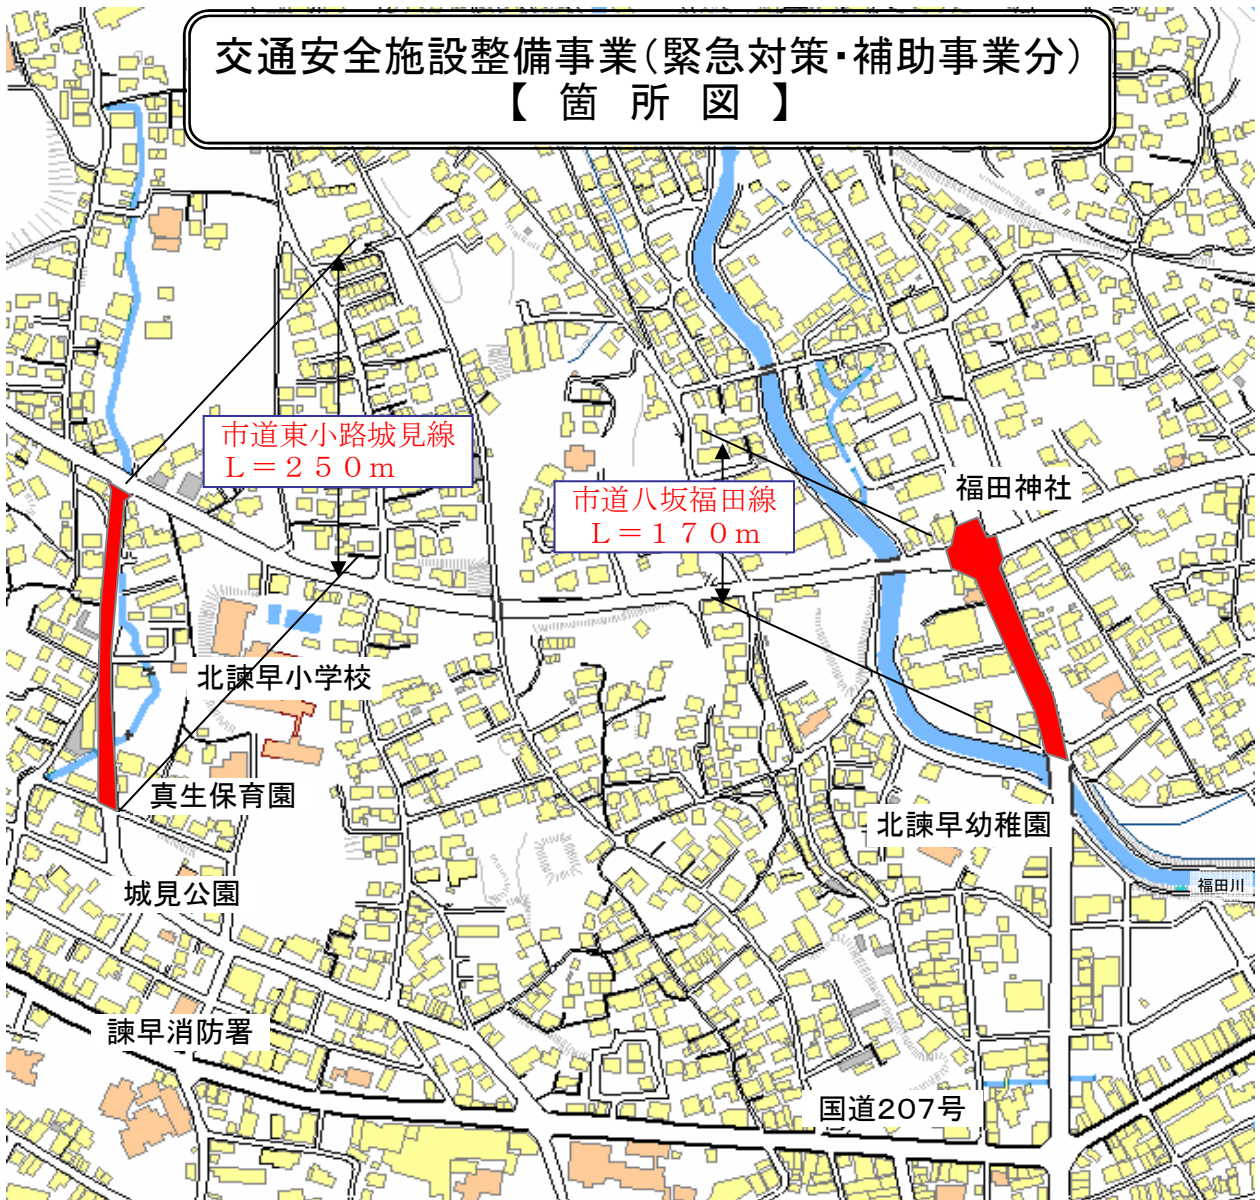 交通安全施設整備事業(緊急対策・補助事業分)
【 箇 所 図 】
市道東小路城見線
L=250m
市道八坂福田線
L=170m
福田神社
北諫早小学校
真生保育園
北諫早幼稚園
城見公園
福田川
諫早消防署
国道207号